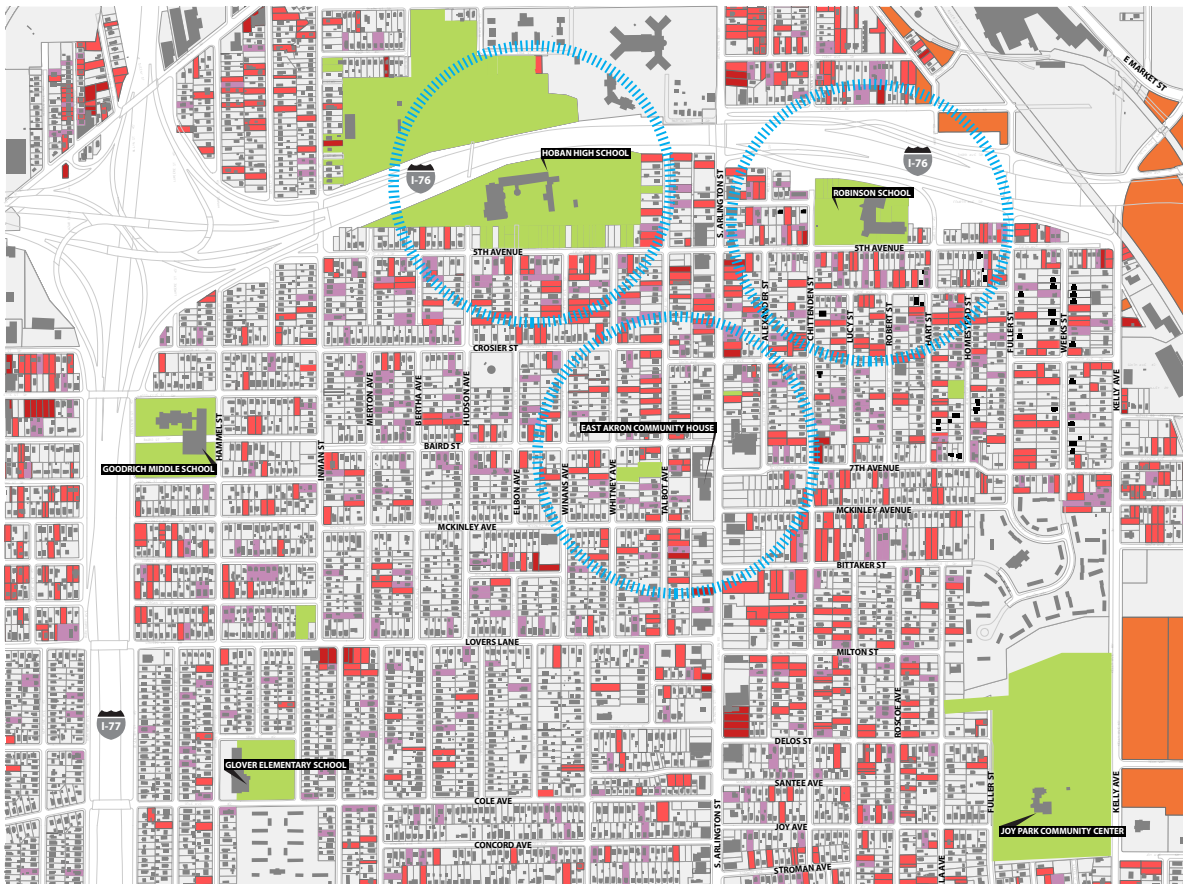 E MARKET ST
HOBAN HIGH SCHOOL
I-76
I-76
S. ARLINGTON ST
ROBINSON SCHOOL
5TH AVENUE
5TH AVENUE
ALEXANDER ST
CHITTENDEN ST
LUCY ST
ROBERT ST
HART ST
HOMESTEAD ST
FULLER ST
WEEKS ST
KELLY AVE
CROSIER ST
MERTON AVE
BERTHA AVE
HUDSON AVE
HAMMEL ST
EAST AKRON COMMUNITY HOUSE
INMAN ST
BAIRD ST
GOODRICH MIDDLE SCHOOL
ELBON AVE
WINANS AVE
WHITNEY AVE
TALBOT AVE
7TH AVENUE
MCKINLEY AVE
MCKINLEY AVENUE
BITTAKER ST
LOVERS LANE
MILTON ST
ROSCOE AVE
I-77
DELOS ST
GLOVER ELEMENTARY SCHOOL
SANTEE AVE
FULLER ST
KELLY AVE
COLE AVE
S. ARLINGTON ST
JOY AVE
JOY PARK COMMUNITY CENTER
CONCORD AVE
STROMAN AVE
LA AVE